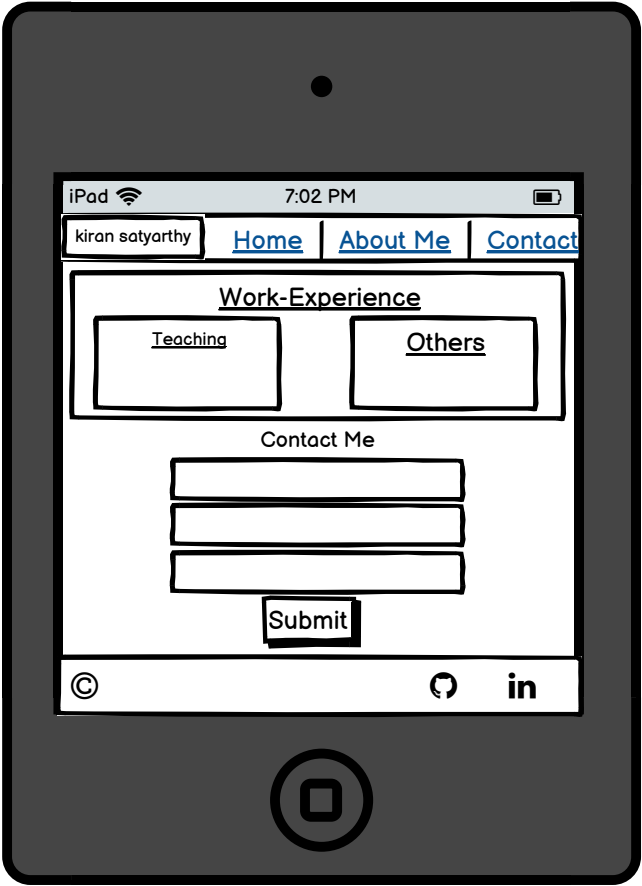 iPad 7:02 PM
kiran satyarthy Home About Me Contact
Work-Experience
Teaching Others
Contact Me
Submit
© in